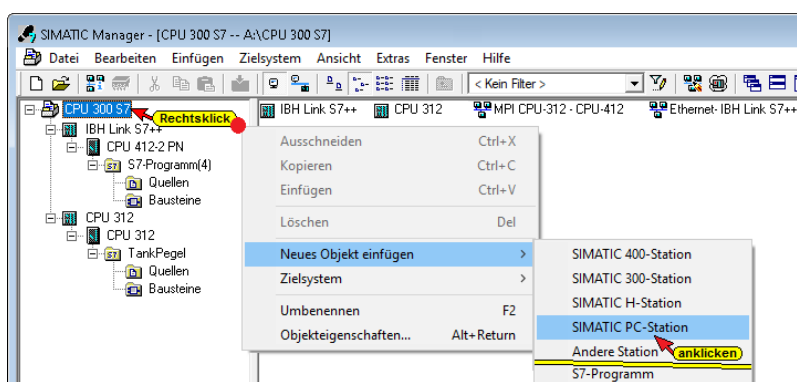 SIMATIC Manager - [CPU 300 S7 -- A:\CPU 300 S7]
Datei Bearbeiten Einfügen Zielsystem Ansicht Extras Fenster Hilfe
< Kein Filter >
CPU 300 S7
Rechtsklick
IBH Link S7++
CPU 412-2 PN
S7-Programm(4)
Quellen
Bausteine
CPU 312
CPU 312
TankPegel
Quellen
Bausteine
IBH Link S7++ CPU 312 MPI CPU-312 - CPU-412 Ethernet- IBH Link S7++
Ausschneiden Ctrl+X
Kopieren Ctrl+C
Einfügen Ctrl+V
Löschen Del
Neues Objekt einfügen >
Zielsystem >
Umbenennen F2
Objekteigenschaften... Alt+Return
SIMATIC 400-Station
SIMATIC 300-Station
SIMATIC H-Station
SIMATIC PC-Station
Andere Station
anklicken
S7-Programm